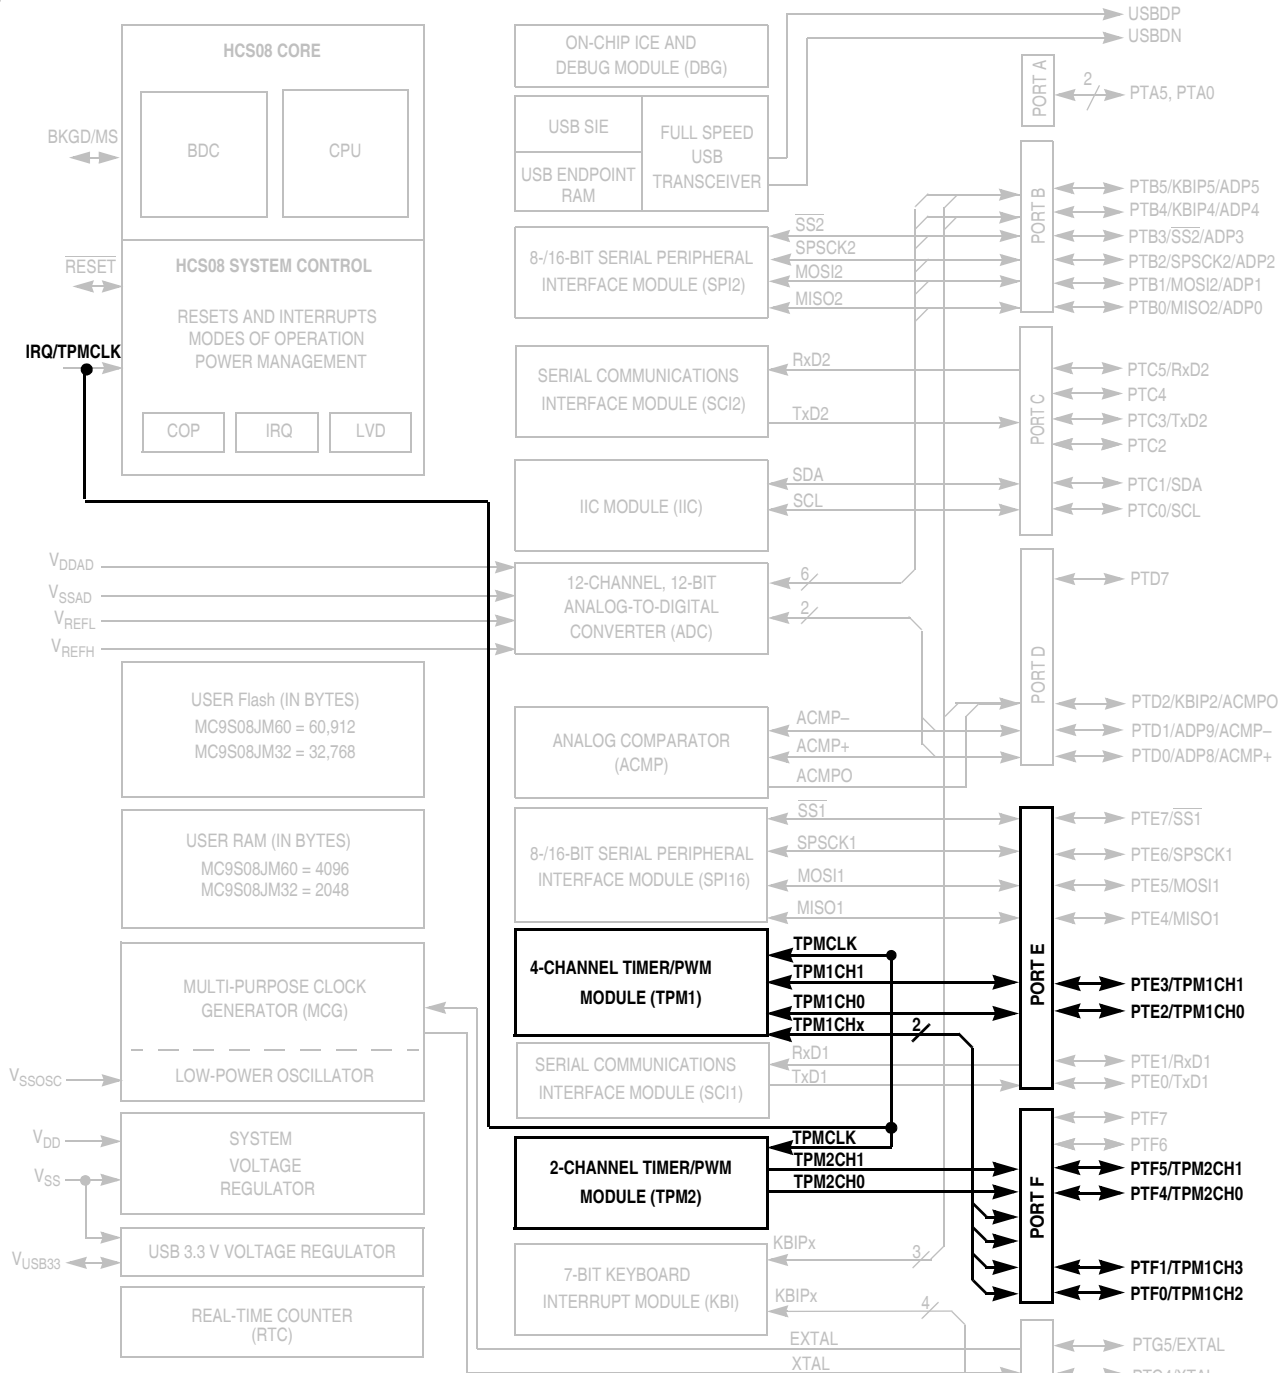 HCS08 CORE
BDC
CPU
BKGD/MS
RESET
HCS08 SYSTEM CONTROL
RESETS AND INTERRUPTS
MODES OF OPERATION
POWER MANAGEMENT
IRQ/TPMCLK
COP
IRQ
LVD
VDDAD
VSSAD
VREFL
VREFH
USER Flash (IN BYTES)
MC9S08JM60 = 60,912
MC9S08JM32 = 32,768
USER RAM (IN BYTES)
MC9S08JM60 = 4096
MC9S08JM32 = 2048
MULTI-PURPOSE CLOCK
GENERATOR (MCG)
LOW-POWER OSCILLATOR
VSSOSC
VDD
VSS
SYSTEM
VOLTAGE
REGULATOR
VUSB33
USB 3.3 V VOLTAGE REGULATOR
REAL-TIME COUNTER
(RTC)
ON-CHIP ICE AND
DEBUG MODULE (DBG)
USB SIE
USB ENDPOINT
RAM
FULL SPEED
USB
TRANSCEIVER
8-/16-BIT SERIAL PERIPHERAL
INTERFACE MODULE (SPI2)
SS2
SPSCK2
MOSI2
MISO2
SERIAL COMMUNICATIONS
INTERFACE MODULE (SCI2)
RxD2
TxD2
IIC MODULE (IIC)
SDA
SCL
12-CHANNEL, 12-BIT
ANALOG-TO-DIGITAL
CONVERTER (ADC)
6
2
ANALOG COMPARATOR
(ACMP)
ACMP–
ACMP+
ACMPO
8-/16-BIT SERIAL PERIPHERAL
INTERFACE MODULE (SPI16)
SS1
SPSCK1
MOSI1
MISO1
4-CHANNEL TIMER/PWM
MODULE (TPM1)
TPMCLK
TPM1CH1
TPM1CH0
TPM1CHx
2
SERIAL COMMUNICATIONS
INTERFACE MODULE (SCI1)
RxD1
TxD1
2-CHANNEL TIMER/PWM
MODULE (TPM2)
TPMCLK
TPM2CH1
TPM2CH0
7-BIT KEYBOARD
INTERRUPT MODULE (KBI)
KBIPx
3
KBIPx
4
EXTAL
XTAL
USBDP
USBDN
PORT A
2
PTA5, PTA0
PORT B
PTB5/KBIP5/ADP5
PTB4/KBIP4/ADP4
PTB3/SS2/ADP3
PTB2/SPSCK2/ADP2
PTB1/MOSI2/ADP1
PTB0/MISO2/ADP0
PORT C
PTC5/RxD2
PTC4
PTC3/TxD2
PTC2
PTC1/SDA
PTC0/SCL
PORT D
PTD7
PTD2/KBIP2/ACMPO
PTD1/ADP9/ACMP–
PTD0/ADP8/ACMP+
PORT E
PTE7/SS1
PTE6/SPSCK1
PTE5/MOSI1
PTE4/MISO1
PTE3/TPM1CH1
PTE2/TPM1CH0
PTE1/RxD1
PTE0/TxD1
PORT F
PTF7
PTF6
PTF5/TPM2CH1
PTF4/TPM2CH0
PTF1/TPM1CH3
PTF0/TPM1CH2
PTG5/EXTAL